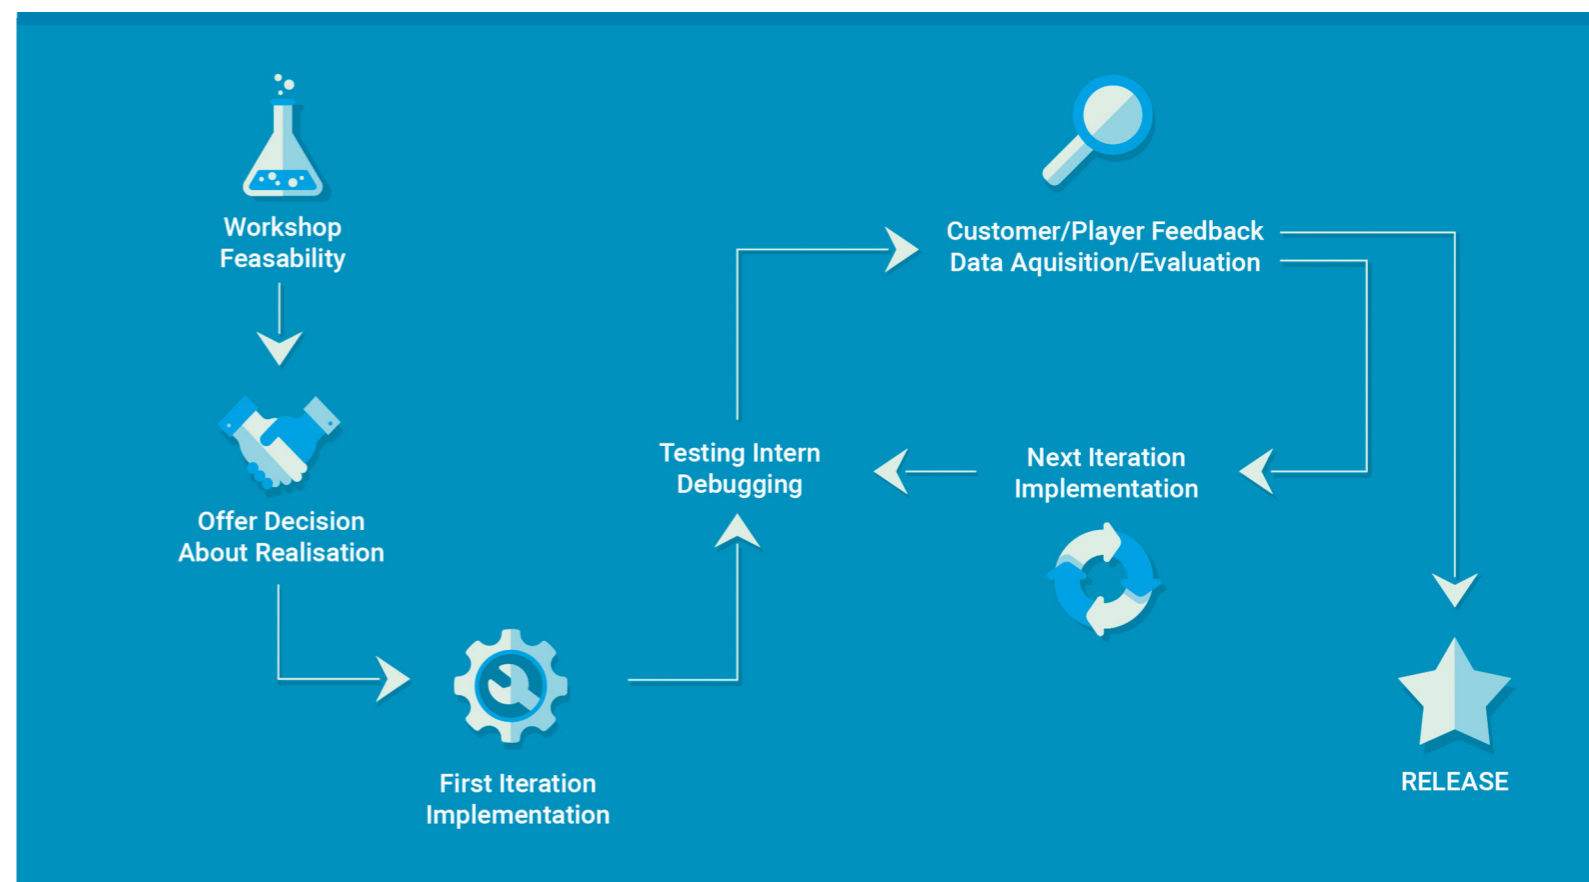 Workshop
Feasability
Offer Decision
About Realisation
First Iteration
Implementation
Testing Intern
Debugging
Customer/Player Feedback
Data Aquisition/Evaluation
Next Iteration
Implementation
RELEASE